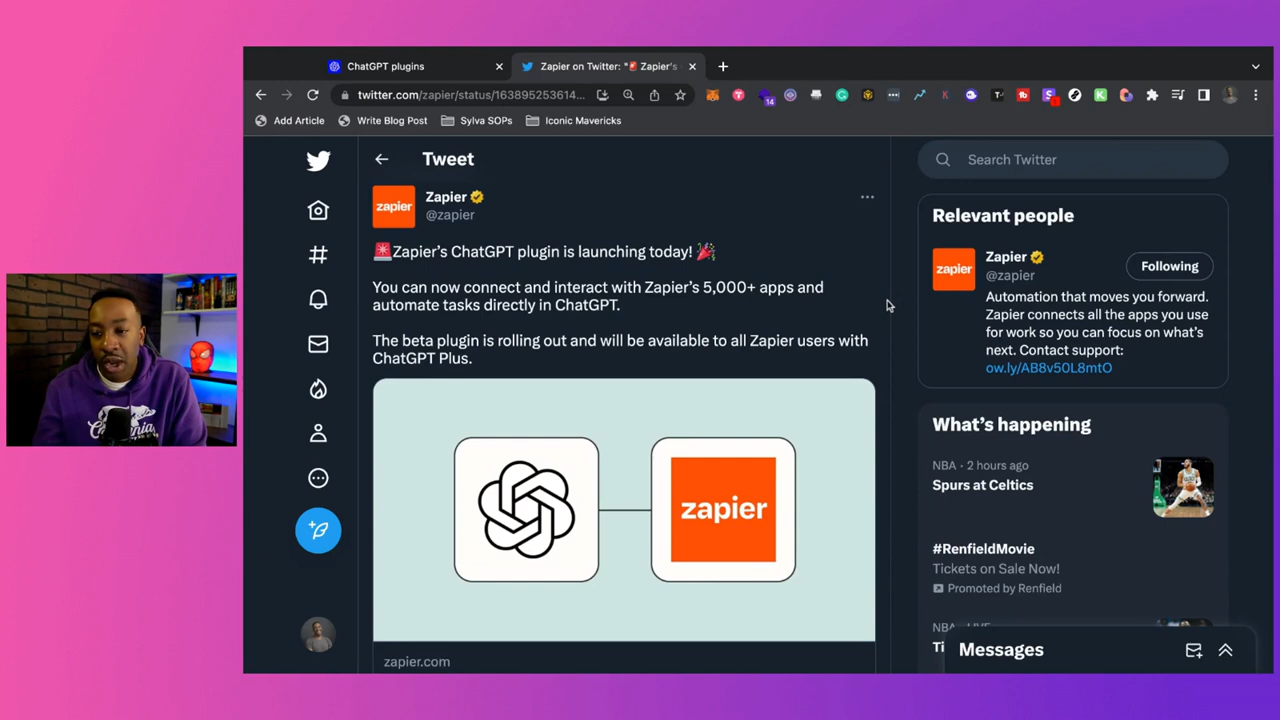 ChatGPT plugins
Zapier on Twitter: "🚨 Zapier's
twitter.com/zapier/status/163895253614...
14
Add Article
Write Blog Post
Sylva SOPs
Iconic Mavericks
Tweet
Search Twitter
zapier
Zapier
@zapier
🚨Zapier's ChatGPT plugin is launching today! 🎉
You can now connect and interact with Zapier's 5,000+ apps and
automate tasks directly in ChatGPT.
The beta plugin is rolling out and will be available to all Zapier users with
ChatGPT Plus.
zapier
zapier.com
Relevant people
zapier
Zapier
@zapier
Following
Automation that moves you forward.
Zapier connects all the apps you use
for work so you can focus on what's
next. Contact support:
ow.ly/AB8v50L8mtO
What's happening
NBA · 2 hours ago
Spurs at Celtics
#RenfieldMovie
Tickets on Sale Now!
Promoted by Renfield
Messages